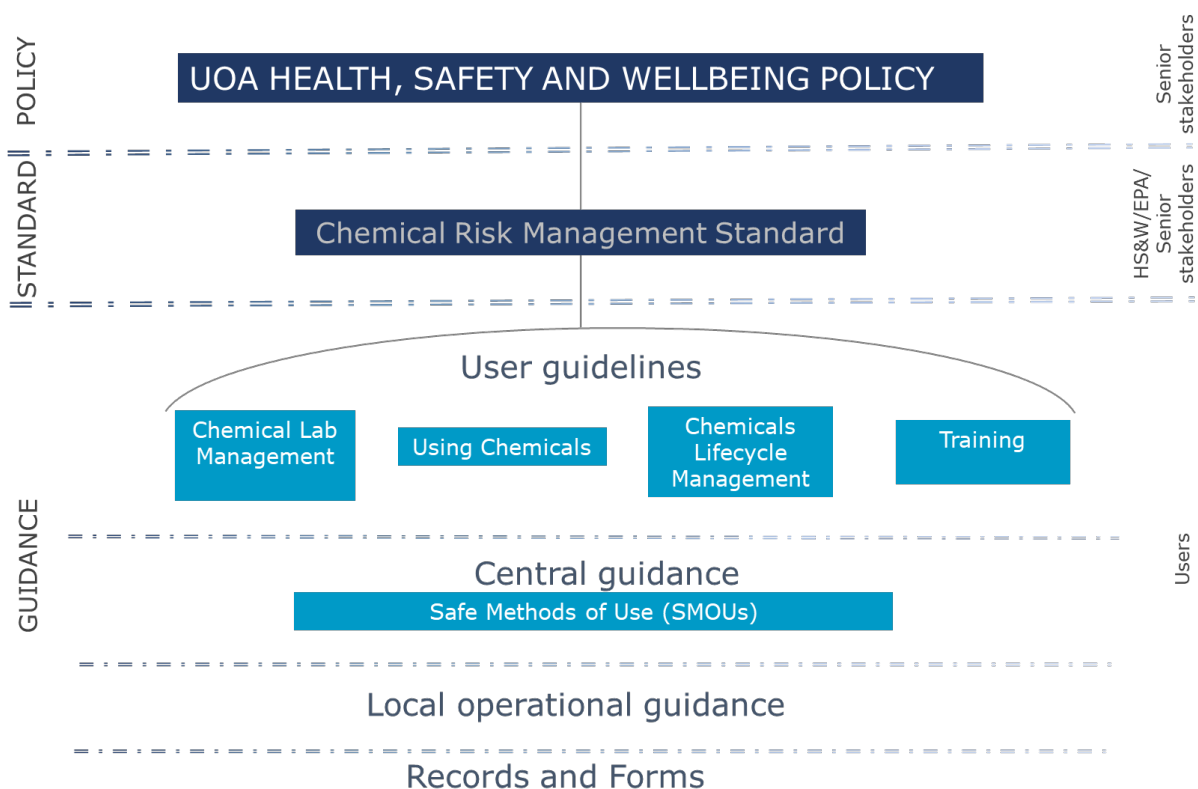 POLICY
UOA HEALTH, SAFETY AND WELLBEING POLICY
Senior
stakeholders
STANDARD
Chemical Risk Management Standard
HS&W/EPA/
Senior
stakeholders
GUIDANCE
User guidelines
Chemical Lab
Management
Using Chemicals
Chemicals
Lifecycle
Management
Training
Users
Central guidance
Safe Methods of Use (SMOUs)
Local operational guidance
Records and Forms